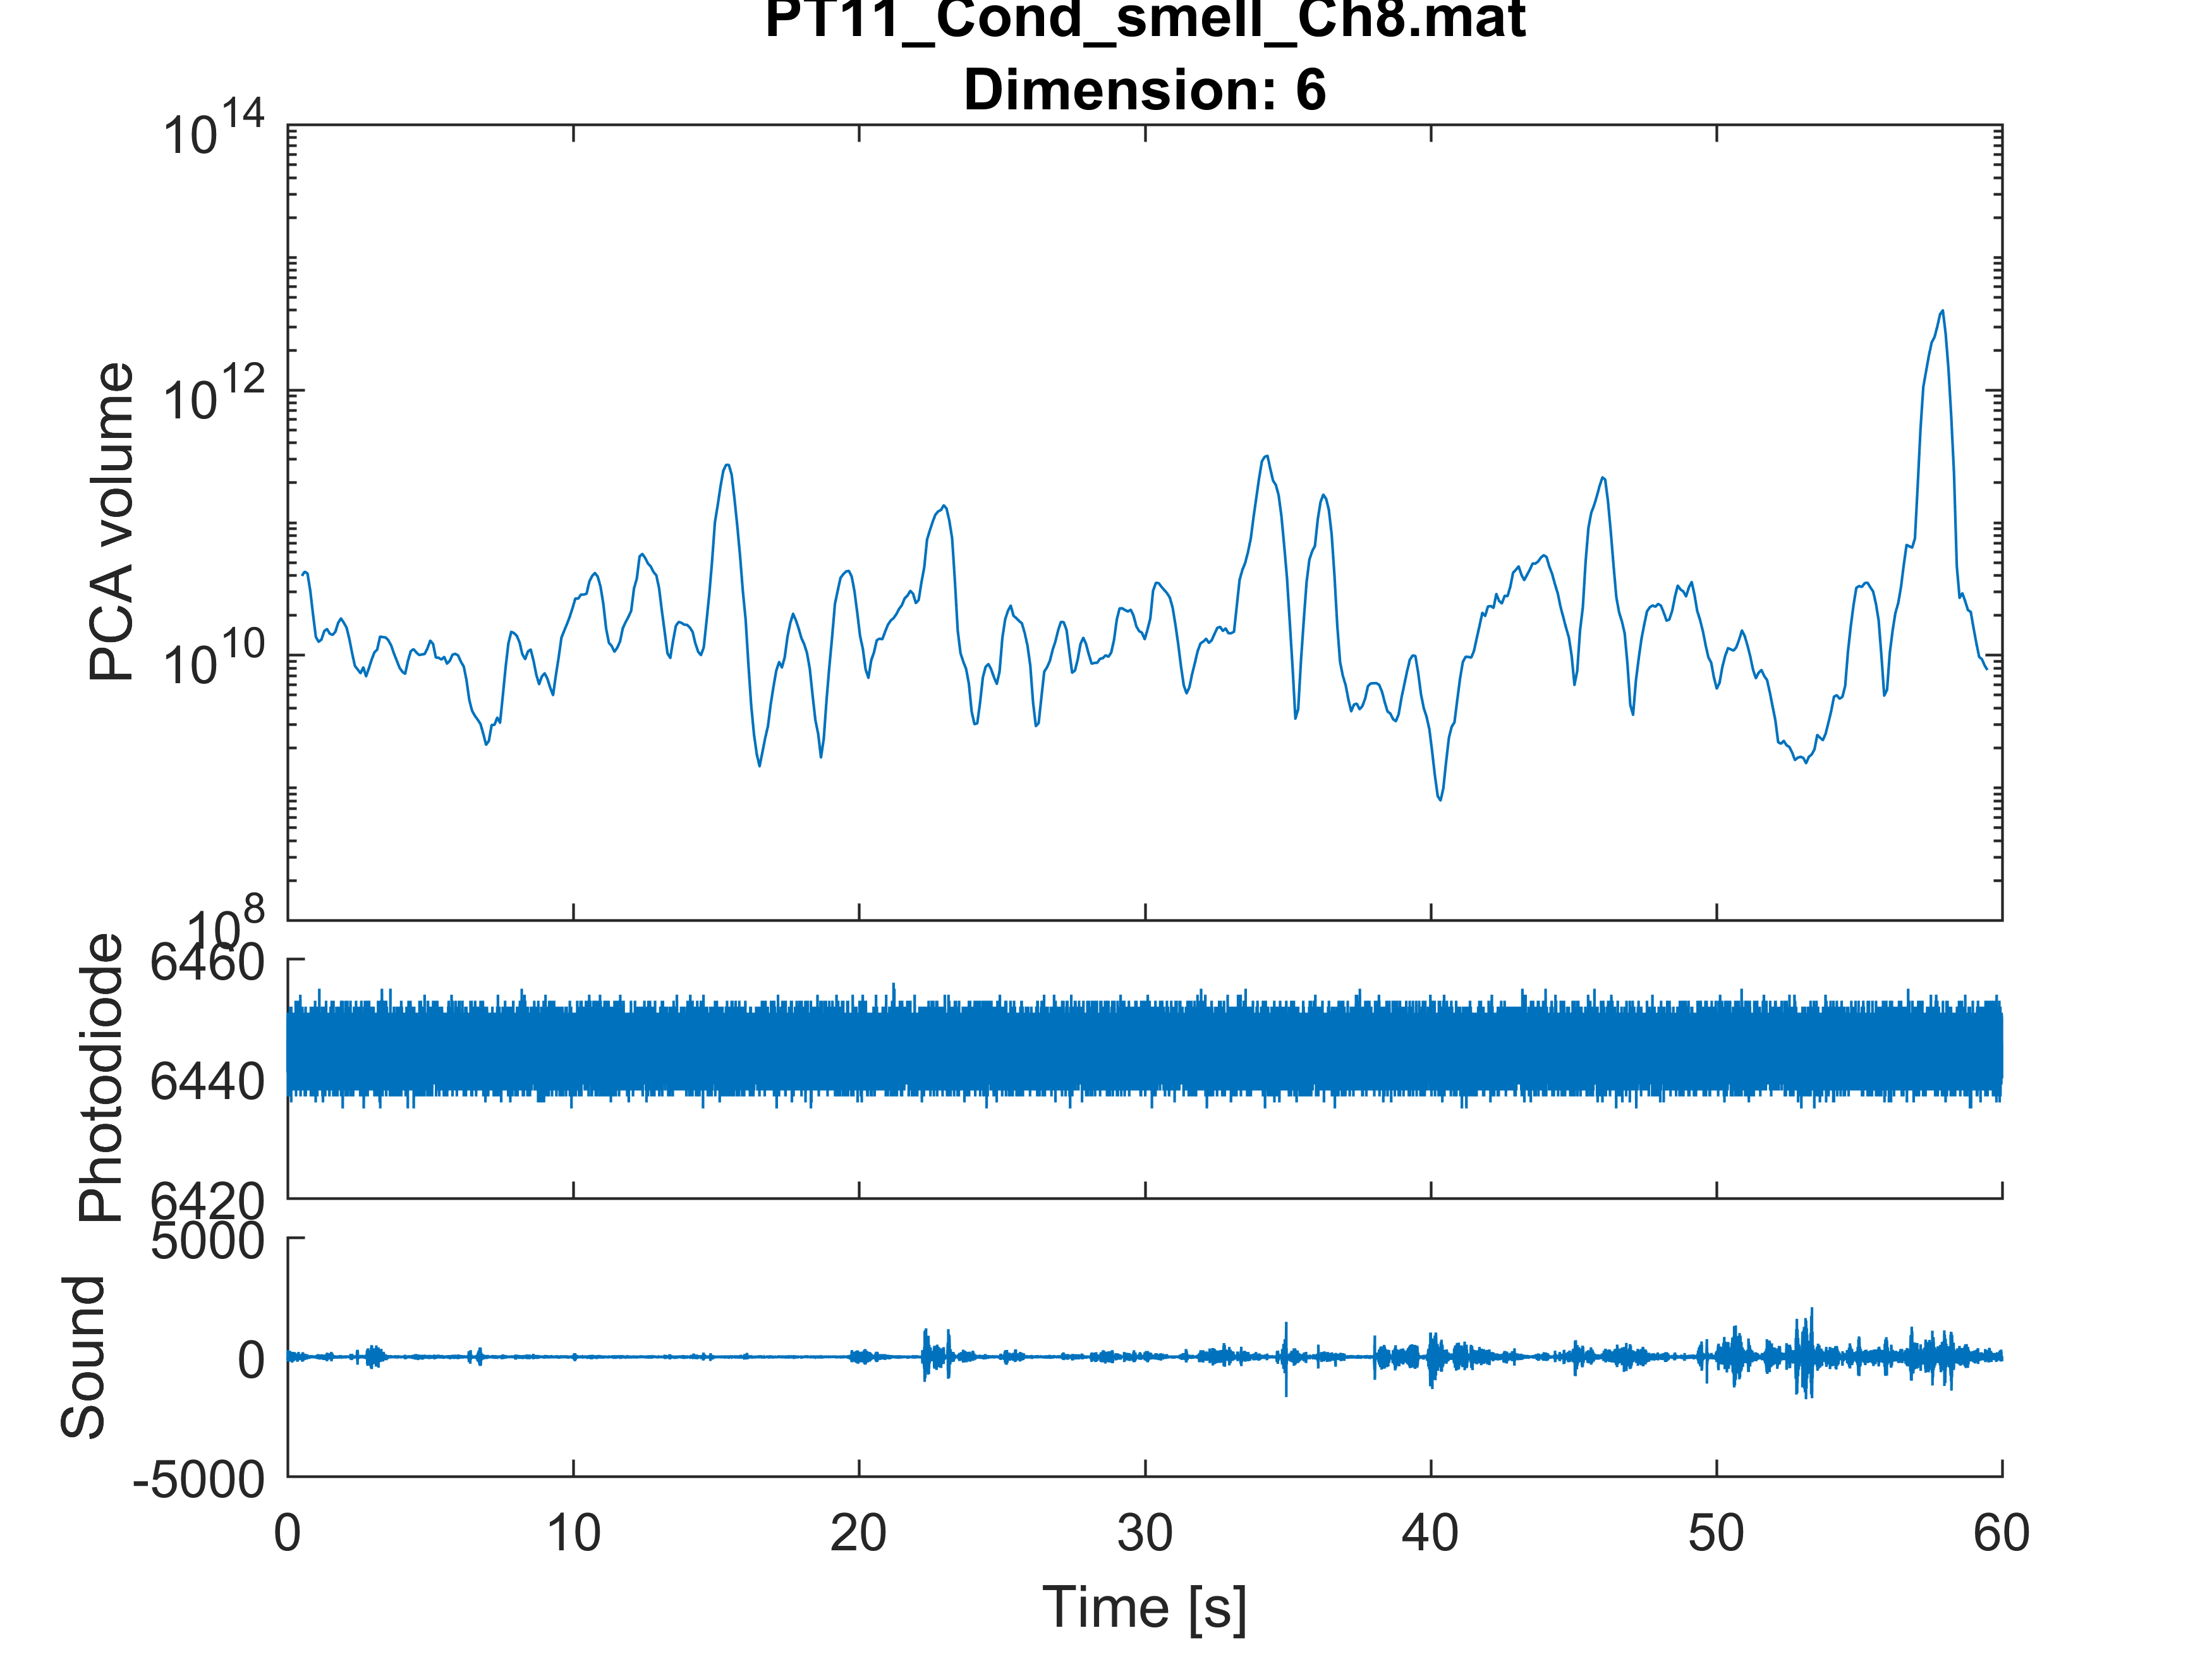 PT11_Cond_smell_Ch8.mat
Dimension: 6
10^14
10^12
10^10
10^8
PCA volume
6460
6440
6420
Photodiode
5000
0
-5000
Sound
0 10 20 30 40 50 60
Time [s]